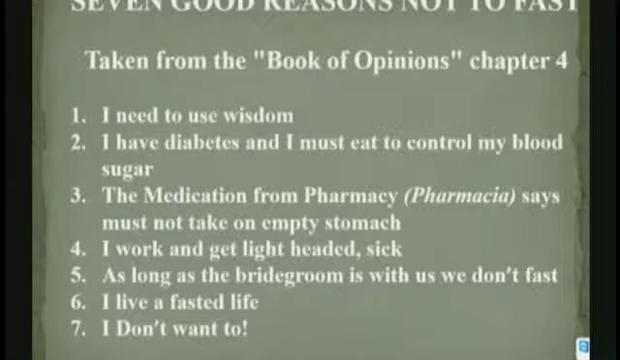 SEVEN GOOD REASONS NOT TO FAST
Taken from the "Book of Opinions" chapter 4
1. I need to use wisdom
2. I have diabetes and I must eat to control my blood
sugar
3. The Medication from Pharmacy (Pharmacia) says
must not take on empty stomach
4. I work and get light headed, sick
5. As long as the bridegroom is with us we don't fast
6. I live a fasted life
7. I Don't want to!